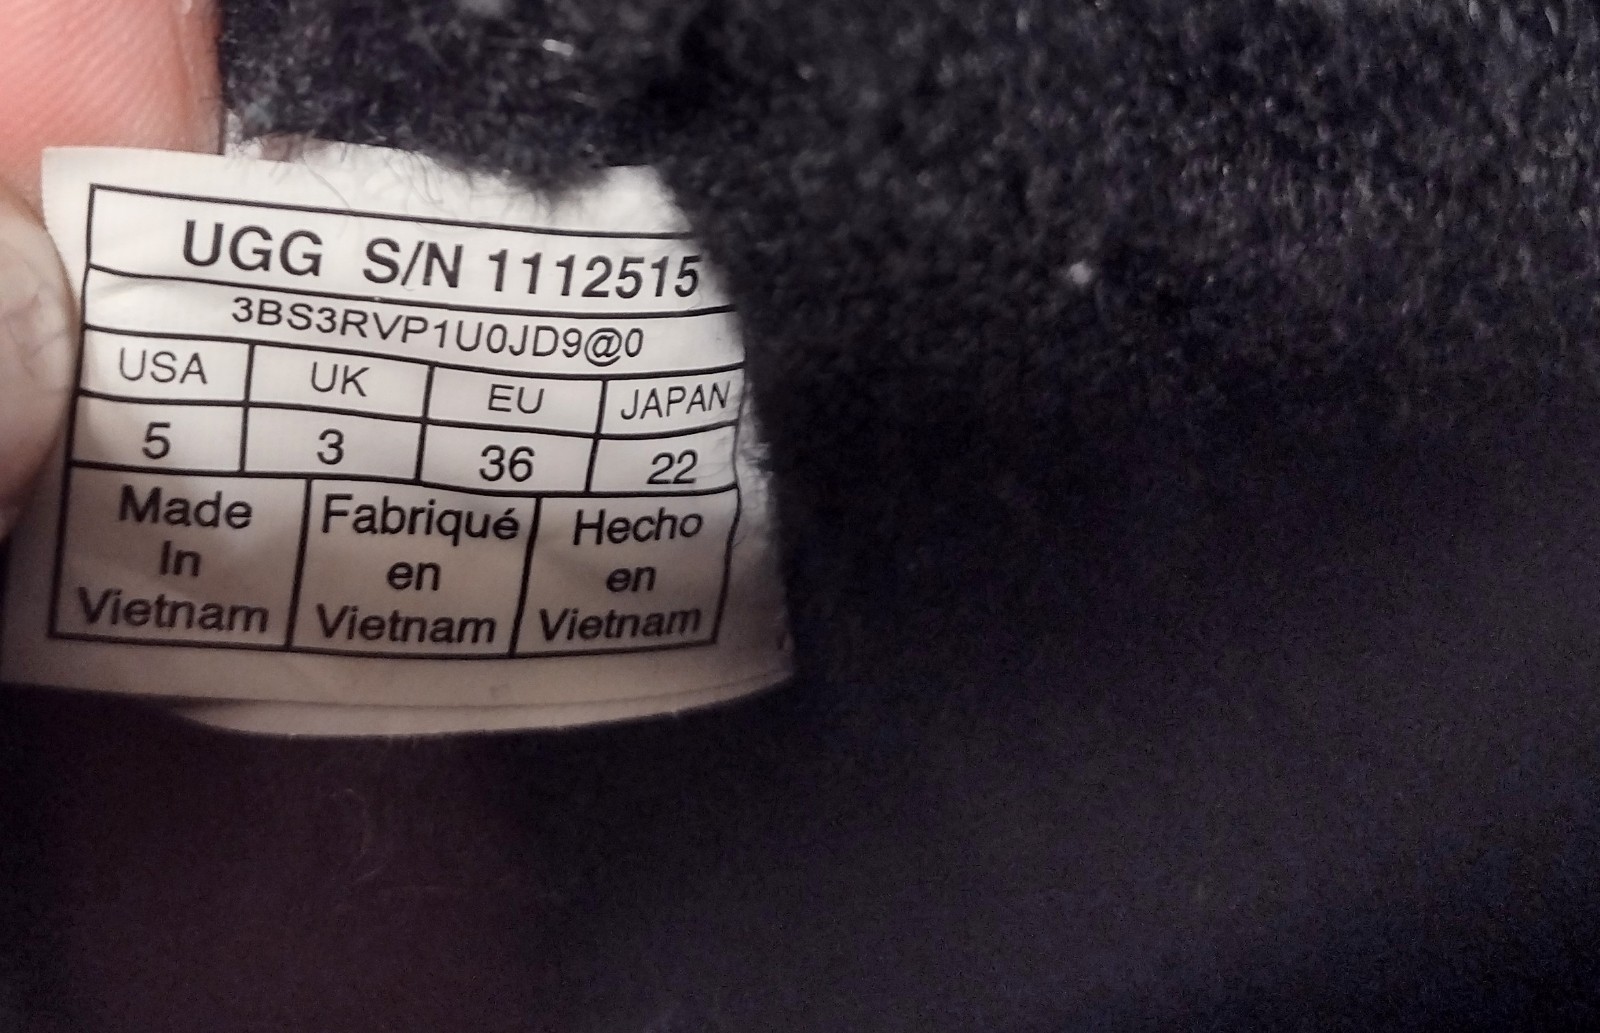 UGG S/N 1112515
3BS3RVP1U0JD9@0
USA UK EU JAPAN
5 3 36 22
Made Fabriqué Hecho
In en en
Vietnam Vietnam Vietnam